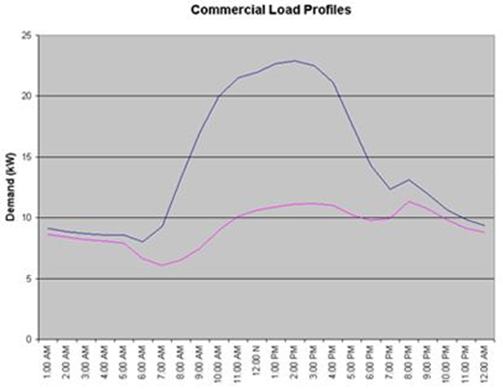 Commercial Load Profiles
25
20
15
10
5
0
Demand (kW)
1:00 AM
2:00 AM
3:00 AM
4:00 AM
5:00 AM
6:00 AM
7:00 AM
8:00 AM
9:00 AM
10:00 AM
11:00 AM
12:00 N
1:00 PM
2:00 PM
3:00 PM
4:00 PM
5:00 PM
6:00 PM
7:00 PM
8:00 PM
9:00 PM
10:00 PM
11:00 PM
12:00 AM